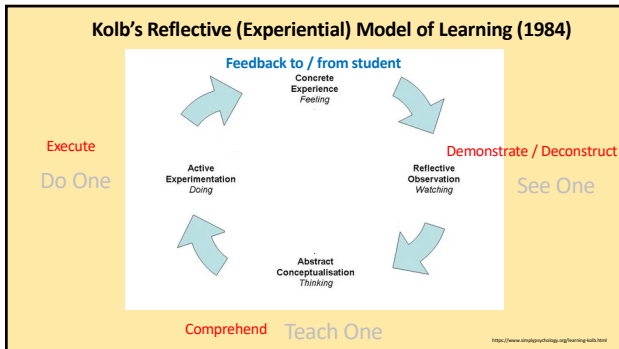 Kolb's Reflective (Experiential) Model of Learning (1984)
Feedback to / from student
Concrete
Experience
Feeling
Execute
Do One
Active
Experimentation
Doing
Demonstrate / Deconstruct
Reflective
Observation
Watching
See One
Abstract
Conceptualisation
Thinking
Comprehend
Teach One
https://www.simplypsychology.org/learning-kolb.html